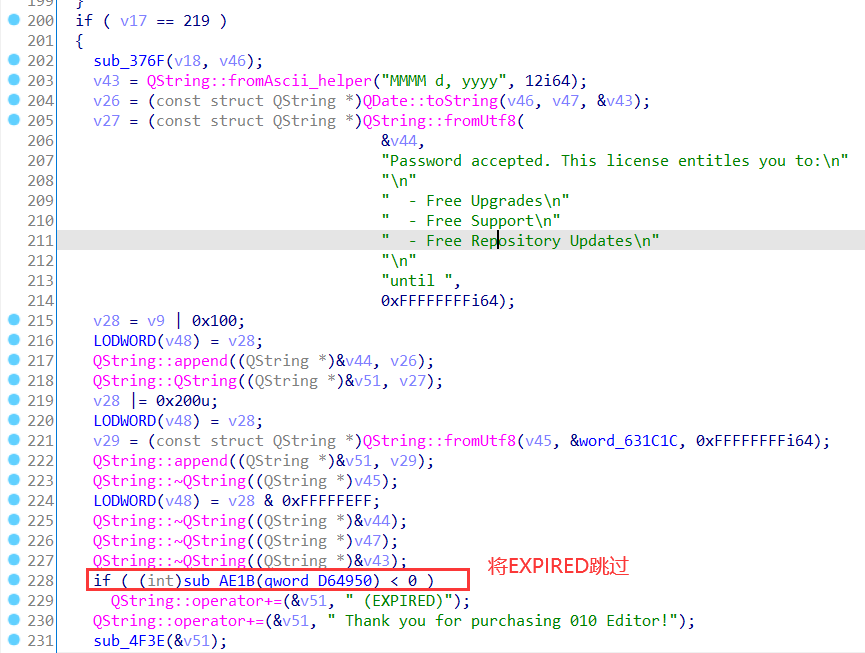 199 }
200 if ( v17 == 219 )
201 {
202 sub_376F(v18, v46);
203 v43 = QString::fromAscii_helper("MMMM d, yyyy", 12i64);
204 v26 = (const struct QString *)QDate::toString(v46, v47, &v43);
205 v27 = (const struct QString *)QString::fromUtf8(
206 &v44,
207 "Password accepted. This license entitles you to:\n"
208 "\n"
209 "  - Free Upgrades\n"
210 "  - Free Support\n"
211 "  - Free Repository Updates\n"
212 "\n"
213 "until ",
214 0xFFFFFFFFi64);
215 v28 = v9 | 0x100;
216 LODWORD(v48) = v28;
217 QString::append((QString *)&v44, v26);
218 QString::QString((QString *)&v51, v27);
219 v28 |= 0x200u;
220 LODWORD(v48) = v28;
221 v29 = (const struct QString *)QString::fromUtf8(v45, &word_631C1C, 0xFFFFFFFFi64);
222 QString::append((QString *)&v51, v29);
223 QString::~QString((QString *)v45);
224 LODWORD(v48) = v28 & 0xFFFFFEFF;
225 QString::~QString((QString *)&v44);
226 QString::~QString((QString *)v47);
227 QString::~QString((QString *)&v43);
将EXPIRED跳过
228 if ( (int)sub_AE1B(qword_D64950) < 0 )
229 QString::operator+=(&v51, " (EXPIRED)");
230 QString::operator+=(&v51, " Thank you for purchasing 010 Editor!");
231 sub_4F3E(&v51);